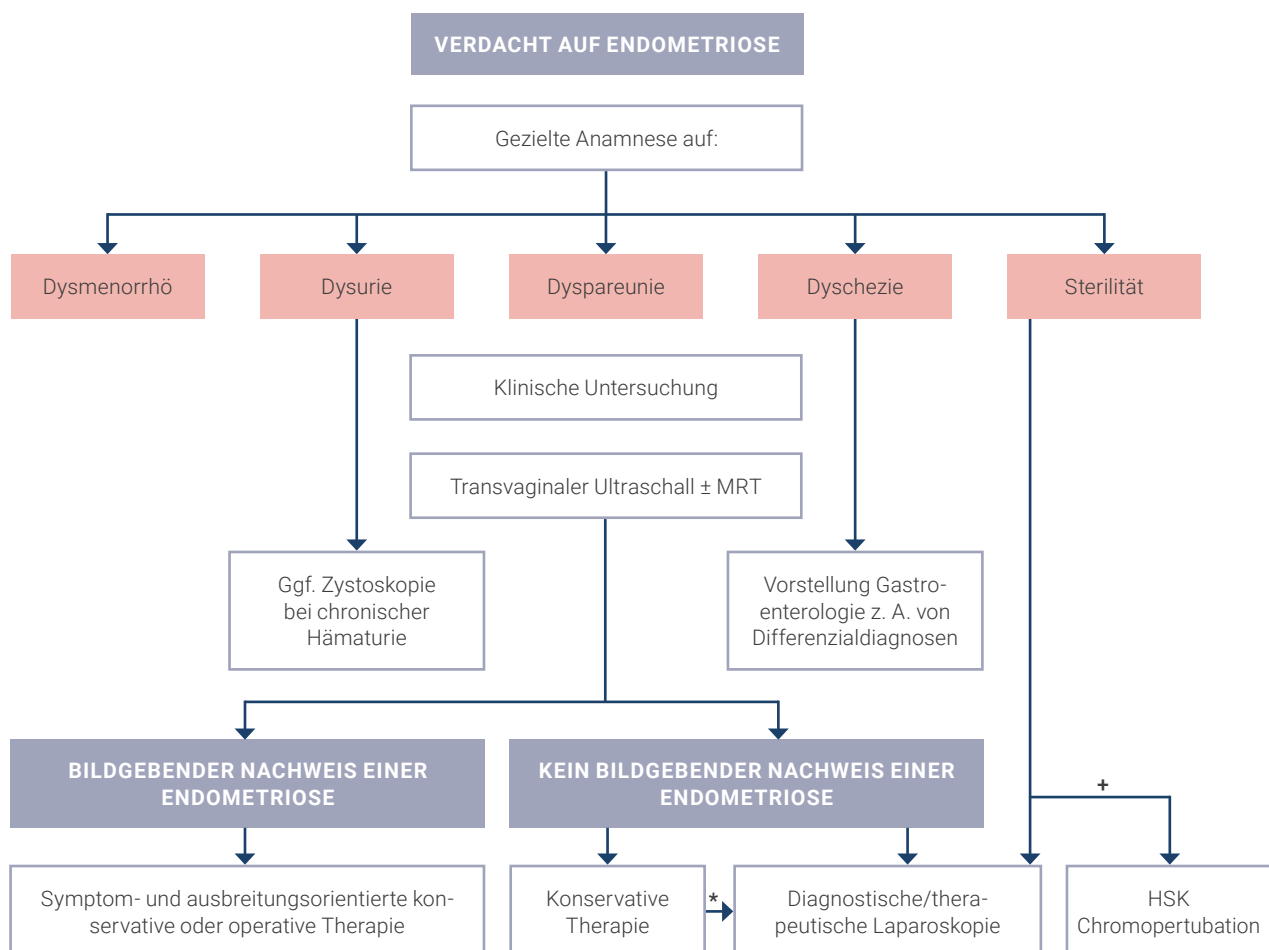 VERDACHT AUF ENDOMETRIOSE
Gezielte Anamnese auf:
Dysmenorrhö
Dysurie
Dyspareunie
Dyschezie
Sterilität
Klinische Untersuchung
Transvaginaler Ultraschall ± MRT
Ggf. Zystoskopie
bei chronischer
Hämaturie
Vorstellung Gastro-
enterologie z. A. von
Differenzialdiagnosen
BILDGEBENDER NACHWEIS EINER
ENDOMETRIOSE
KEIN BILDGEBENDER NACHWEIS EINER
ENDOMETRIOSE
+
Symptom- und ausbreitungsorientierte kon-
servative oder operative Therapie
Konservative
Therapie
*
Diagnostische/thera-
peutische Laparoskopie
HSK
Chromopertubation